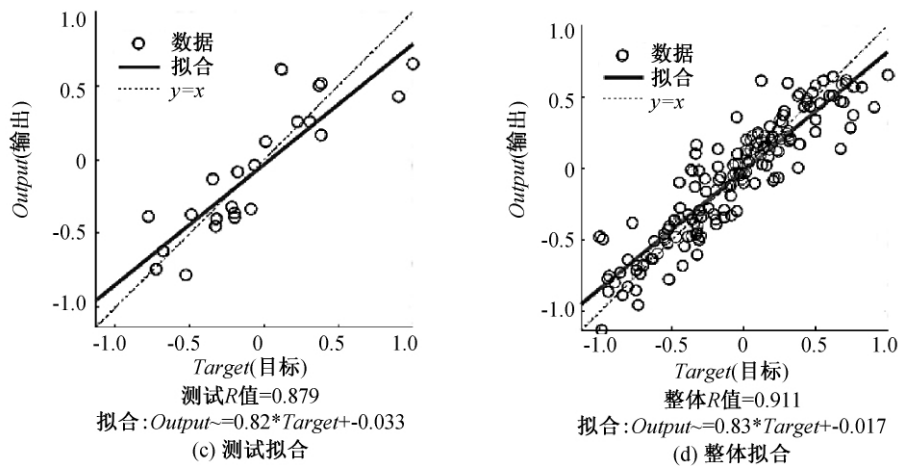 1.0
数据
拟合
y=x
0.5
0
-0.5
-1.0
Output(输出)
-1.0 -0.5 0 0.5 1.0
Target(目标)
测试R值=0.879
拟合:Output~=0.82*Target+-0.033
(c) 测试拟合
1.0
数据
拟合
y=x
0.5
0
-0.5
-1.0
Output(输出)
-1.0 -0.5 0 0.5 1.0
Target(目标)
整体R值=0.911
拟合:Output~=0.83*Target+-0.017
(d) 整体拟合